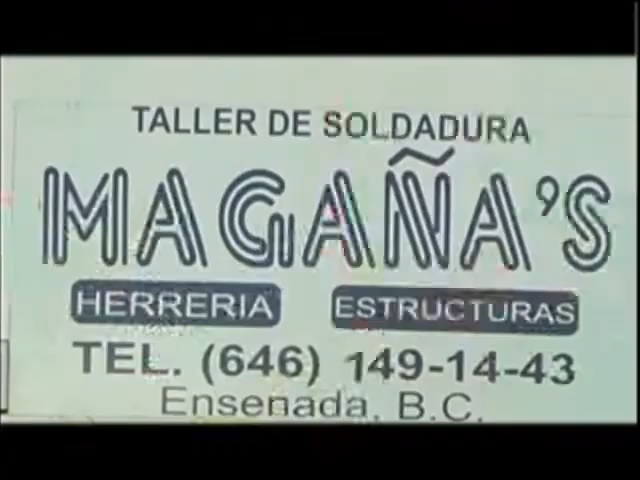 TALLER DE SOLDADURA
MAGAÑA'S
HERRERIA ESTRUCTURAS
TEL. (646) 149-14-43
Ensenada, B.C.